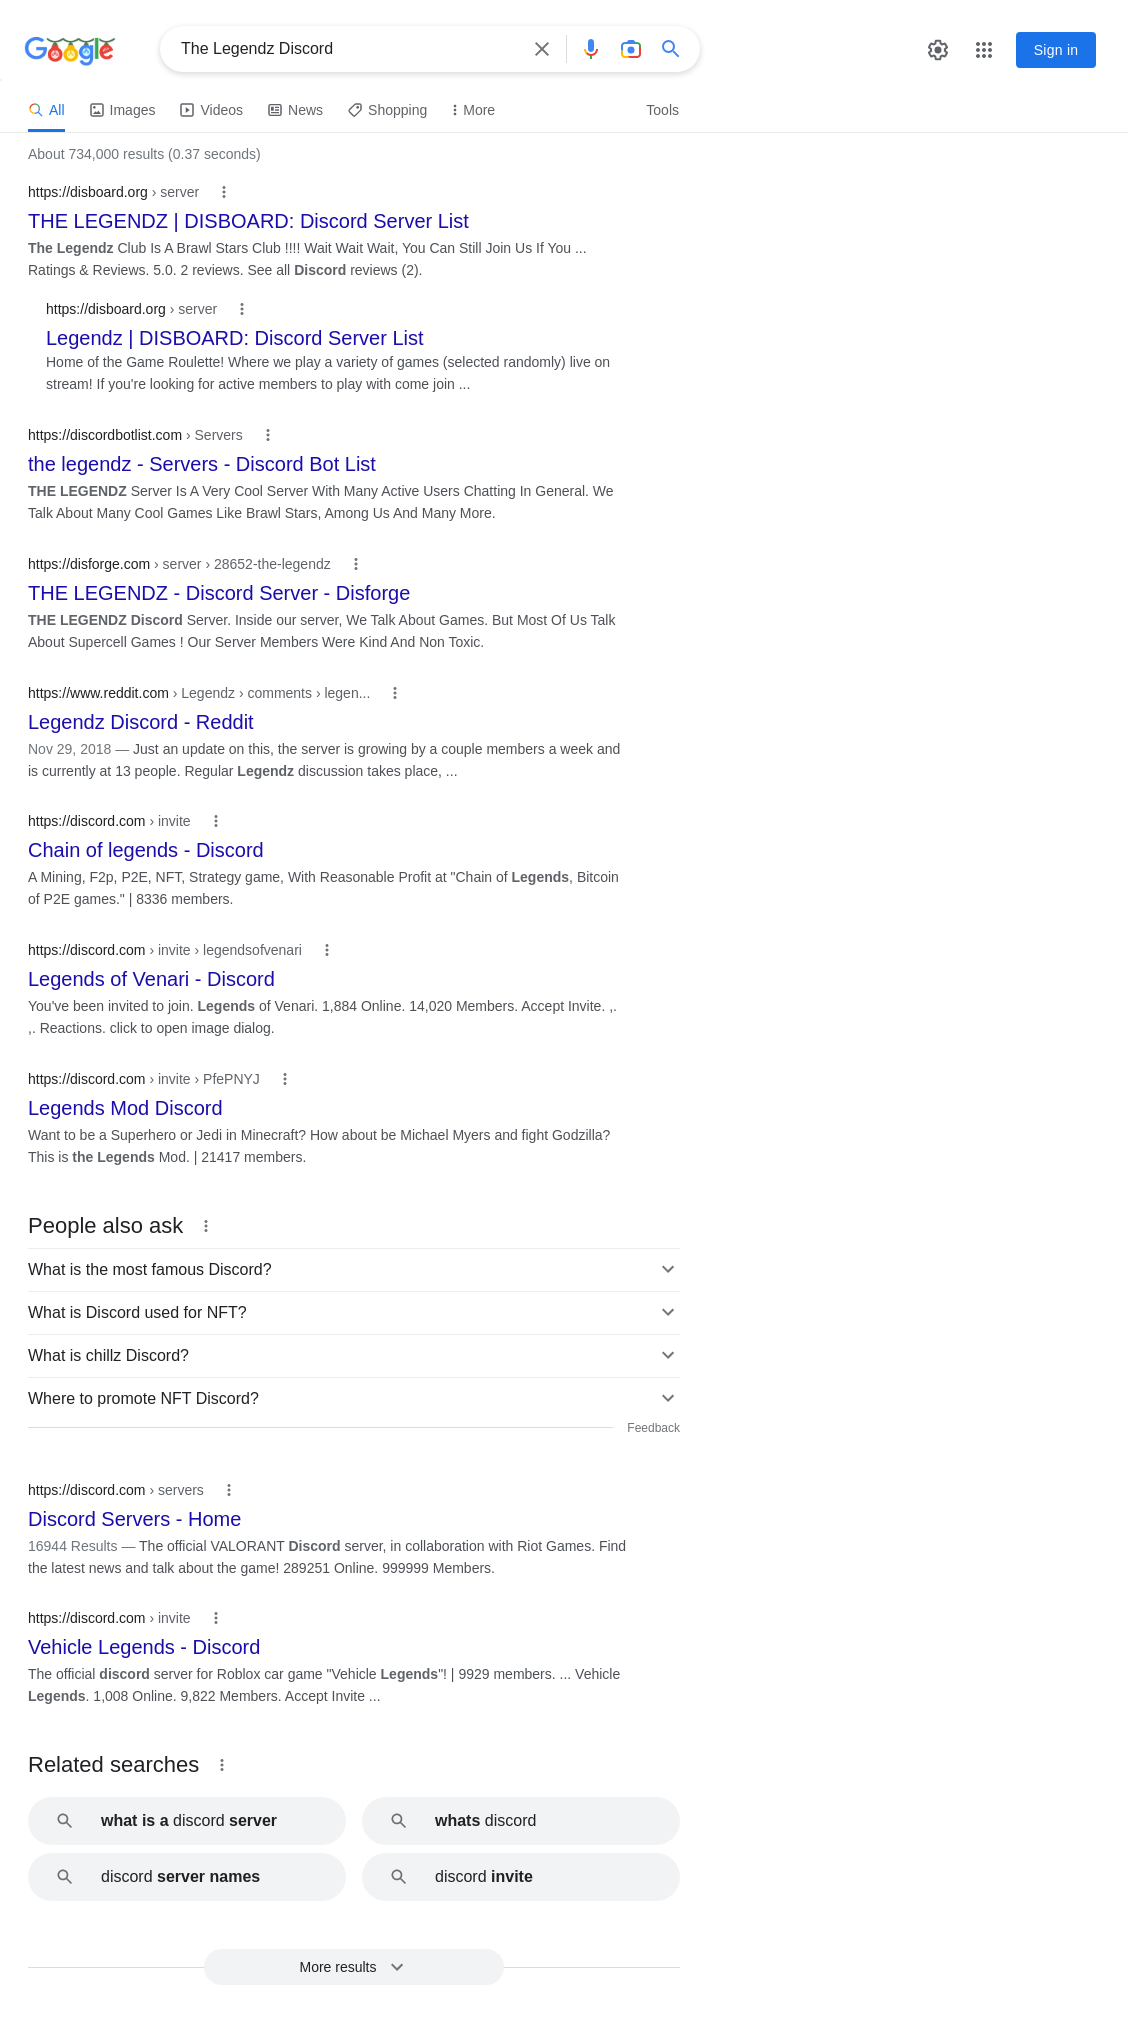 Google
The Legendz Discord
Sign in
All Images Videos News Shopping More Tools
About 734,000 results (0.37 seconds)
https://disboard.org › server
THE LEGENDZ | DISBOARD: Discord Server List
The Legendz Club Is A Brawl Stars Club !!!! Wait Wait Wait, You Can Still Join Us If You ...
Ratings & Reviews. 5.0. 2 reviews. See all Discord reviews (2).
https://disboard.org › server
Legendz | DISBOARD: Discord Server List
Home of the Game Roulette! Where we play a variety of games (selected randomly) live on
stream! If you're looking for active members to play with come join ...
https://discordbotlist.com › Servers
the legendz - Servers - Discord Bot List
THE LEGENDZ Server Is A Very Cool Server With Many Active Users Chatting In General. We
Talk About Many Cool Games Like Brawl Stars, Among Us And Many More.
https://disforge.com › server › 28652-the-legendz
THE LEGENDZ - Discord Server - Disforge
THE LEGENDZ Discord Server. Inside our server, We Talk About Games. But Most Of Us Talk
About Supercell Games ! Our Server Members Were Kind And Non Toxic.
https://www.reddit.com › Legendz › comments › legen...
Legendz Discord - Reddit
Nov 29, 2018 — Just an update on this, the server is growing by a couple members a week and
is currently at 13 people. Regular Legendz discussion takes place, ...
https://discord.com › invite
Chain of legends - Discord
A Mining, F2p, P2E, NFT, Strategy game, With Reasonable Profit at "Chain of Legends, Bitcoin
of P2E games." | 8336 members.
https://discord.com › invite › legendsofvenari
Legends of Venari - Discord
You've been invited to join. Legends of Venari. 1,884 Online. 14,020 Members. Accept Invite. ,.
,. Reactions. click to open image dialog.
https://discord.com › invite › PfePNYJ
Legends Mod Discord
Want to be a Superhero or Jedi in Minecraft? How about be Michael Myers and fight Godzilla?
This is the Legends Mod. | 21417 members.
People also ask
What is the most famous Discord?
What is Discord used for NFT?
What is chillz Discord?
Where to promote NFT Discord?
Feedback
https://discord.com › servers
Discord Servers - Home
16944 Results — The official VALORANT Discord server, in collaboration with Riot Games. Find
the latest news and talk about the game! 289251 Online. 999999 Members.
https://discord.com › invite
Vehicle Legends - Discord
The official discord server for Roblox car game "Vehicle Legends"! | 9929 members. ... Vehicle
Legends. 1,008 Online. 9,822 Members. Accept Invite ...
Related searches
what is a discord server
whats discord
discord server names
discord invite
More results